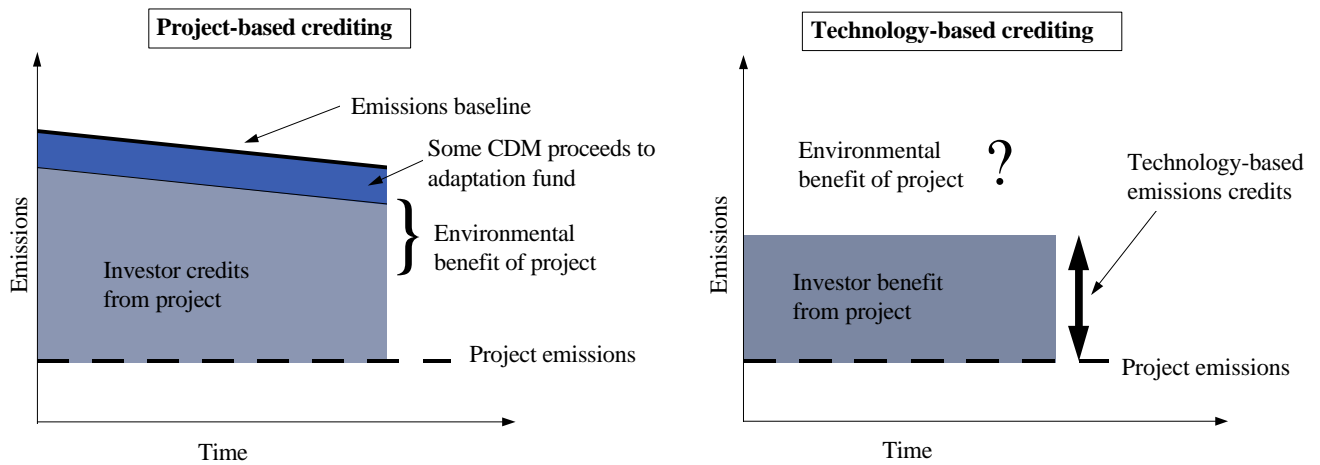 Project-based crediting
Emissions baseline
Some CDM proceeds to
adaptation fund
}
Environmental
benefit of project
Investor credits
from project
Emissions
Project emissions
Time
Technology-based crediting
Environmental
benefit of project ?
Technology-based
emissions credits
Investor benefit
from project
Emissions
Project emissions
Time